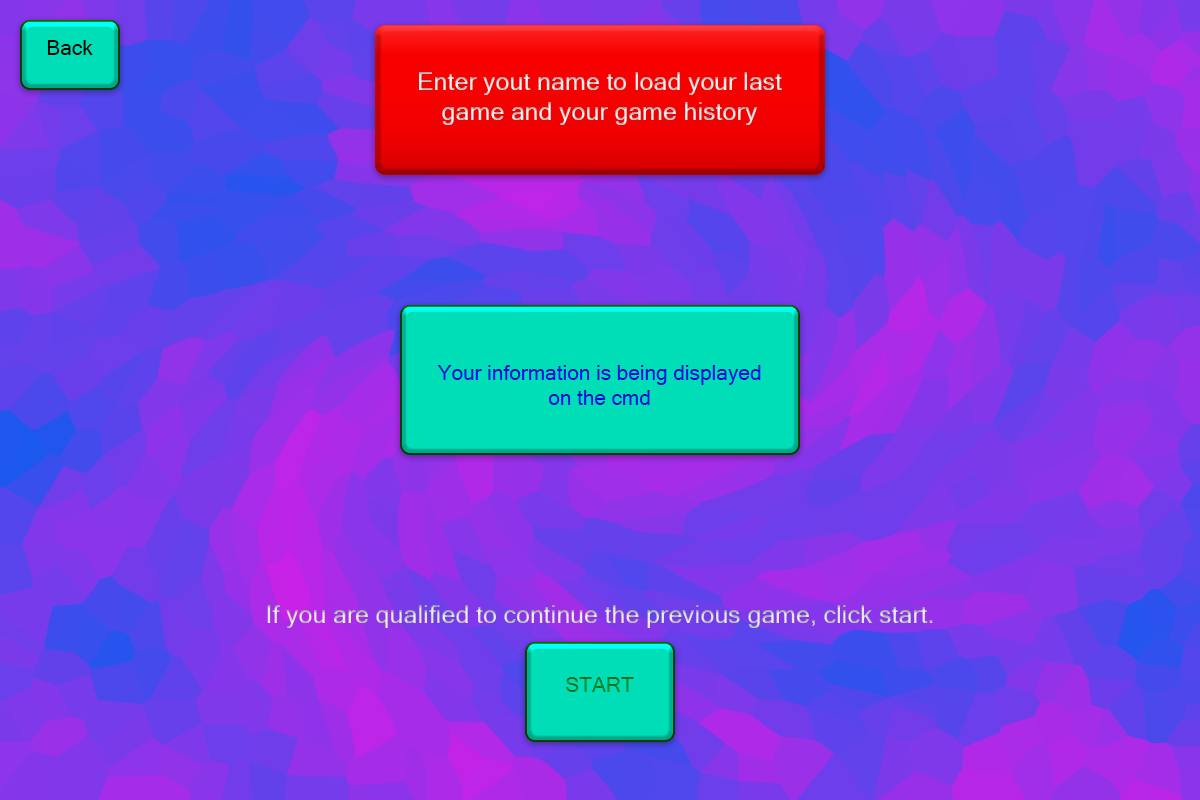 Back
Enter yout name to load your last
game and your game history
Your information is being displayed
on the cmd
If you are qualified to continue the previous game, click start.
START